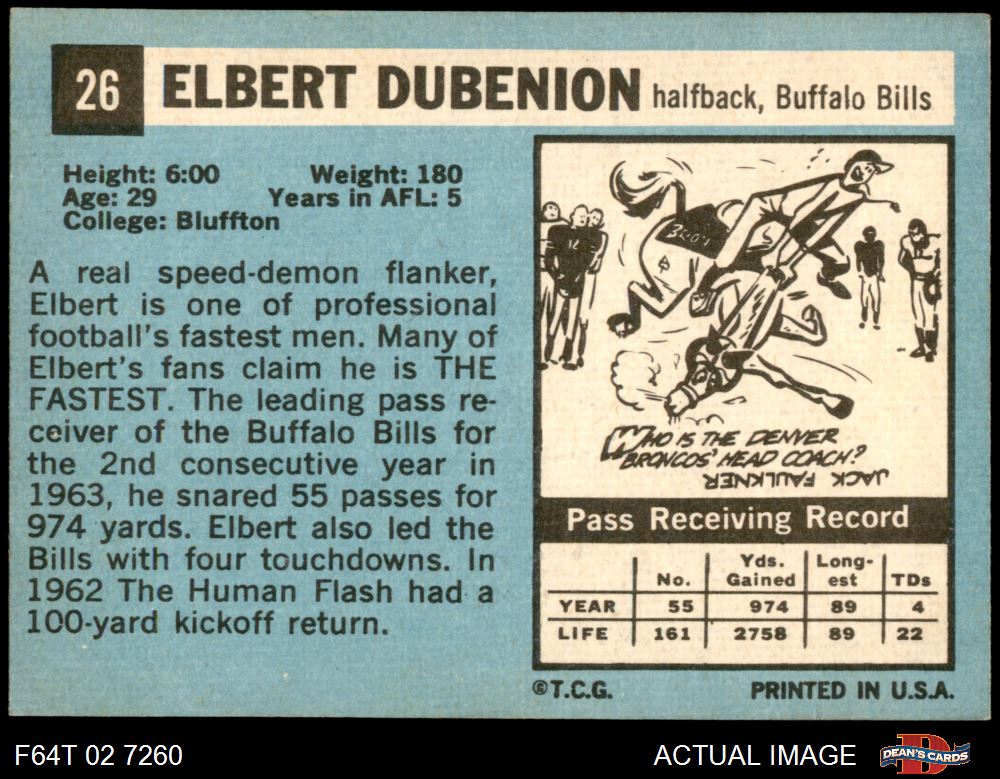 26 ELBERT DUBENION halfback, Buffalo Bills
Height: 6:00 Weight: 180
Age: 29 Years in AFL: 5
College: Bluffton
A real speed-demon flanker,
Elbert is one of professional
football's fastest men. Many of
Elbert's fans claim he is THE
FASTEST. The leading pass re-
ceiver of the Buffalo Bills for
the 2nd consecutive year in
1963, he snared 55 passes for
974 yards. Elbert also led the
Bills with four touchdowns. In
1962 The Human Flash had a
100-yard kickoff return.
12
WHO IS THE DENVER
BRONCOS' HEAD COACH?
JACK FAULKNER
Pass Receiving Record
No. Yds. Gained Long-est TDs
YEAR 55 974 89 4
LIFE 161 2758 89 22
©T.C.G. PRINTED IN U.S.A.
F64T 02 7260 ACTUAL IMAGE DEAN'S CARDS